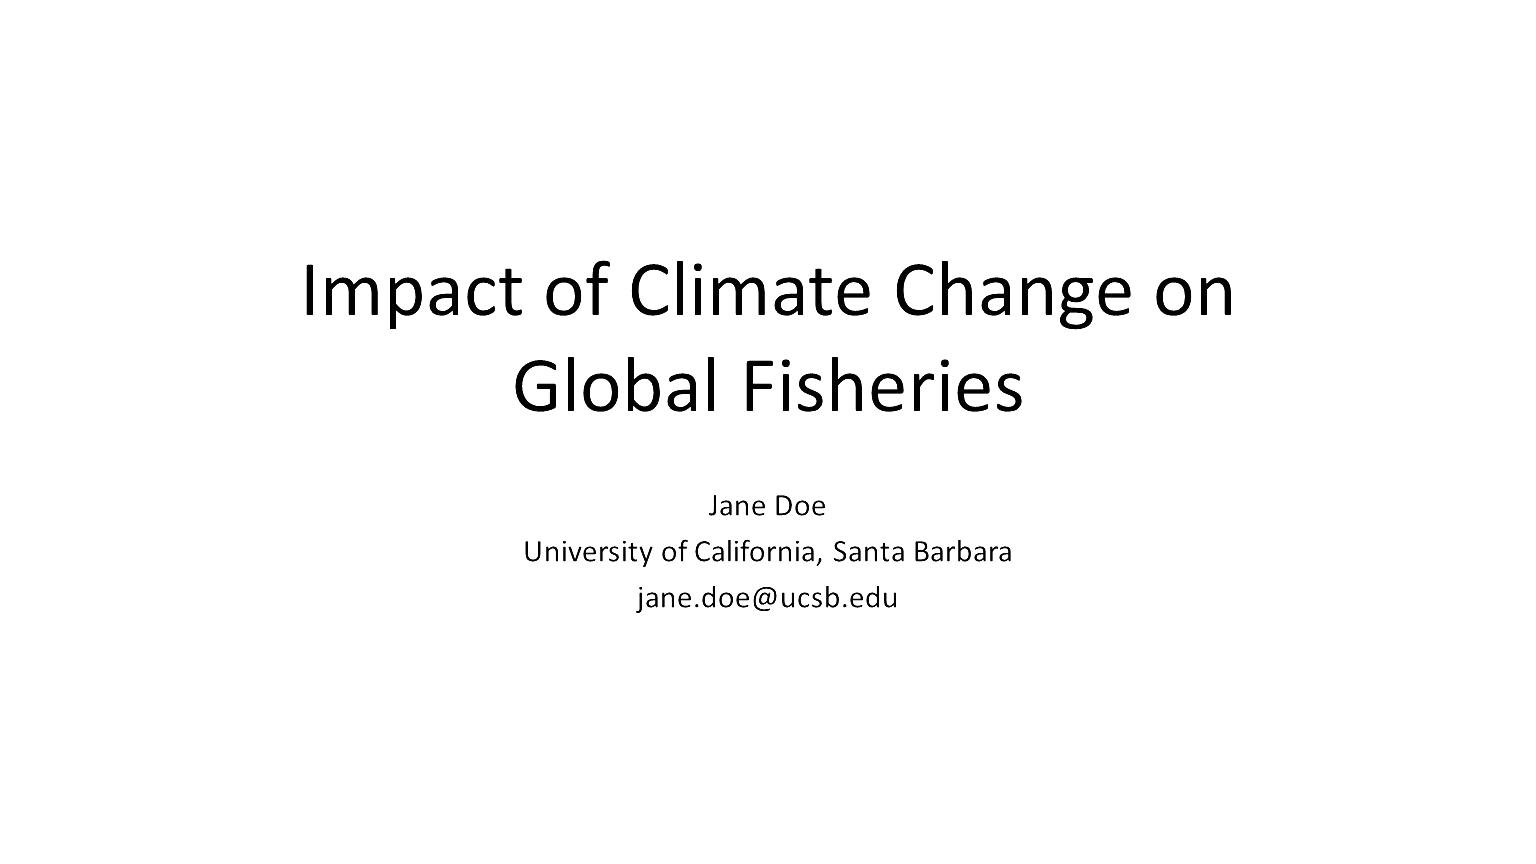 Impact of Climate Change on
Global Fisheries
Jane Doe
University of California, Santa Barbara
jane.doe@ucsb.edu